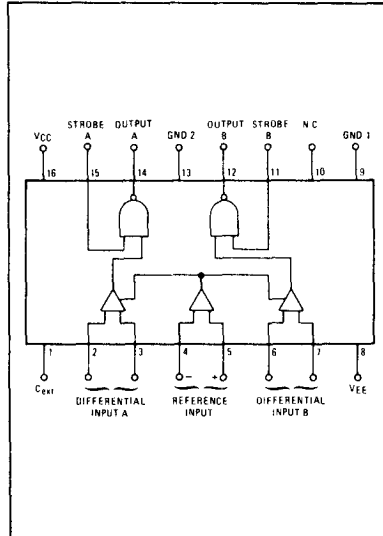 STROBE OUTPUT OUTPUT STROBE
VCC A A GND 2 B B NC GND 1
16 15 14 13 12 11 10 9
1 2 3 4 - 5 + 6 7 8
Cext DIFFERENTIAL REFERENCE DIFFERENTIAL VEE
INPUT A INPUT INPUT B